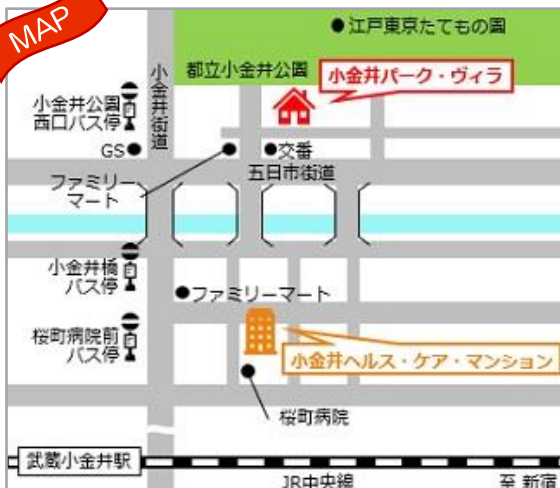 MAP
江戸東京たてもの園
小金井街道
都立小金井公園
小金井パーク・ヴィラ
小金井公園
西口バス停
GS
交番
五日市街道
ファミリー
マート
小金井橋
バス停
ファミリーマート
桜町病院前
バス停
小金井ヘルス・ケア・マンション
桜町病院
武蔵小金井駅
JR中央線
至 新宿